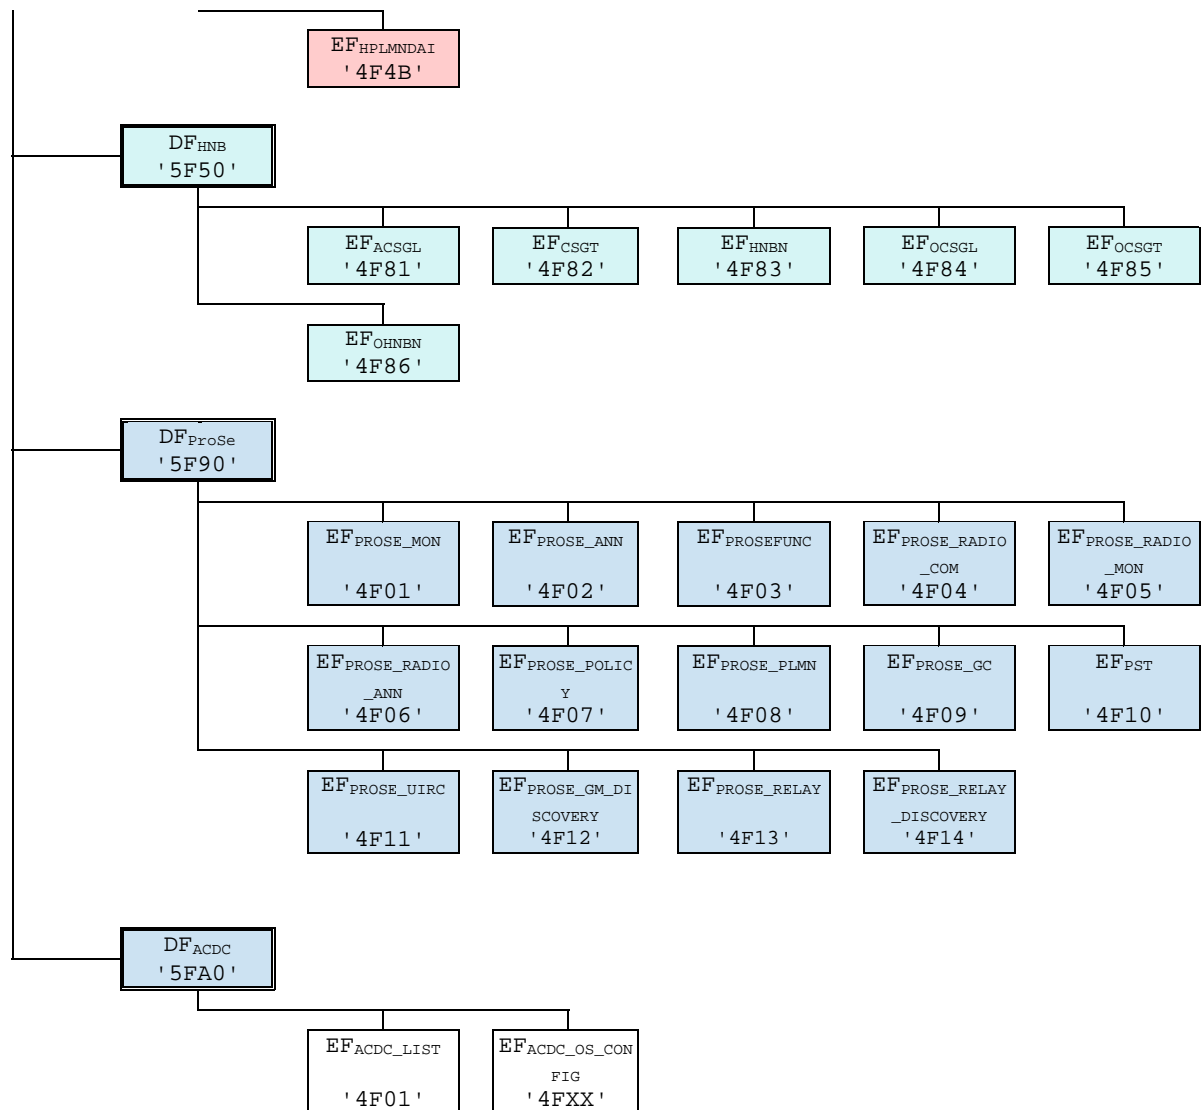 EFHPLMNDAI
'4F4B'
DFHNB
'5F50'
EFACSGL
'4F81'
EFCSGT
'4F82'
EFHNBN
'4F83'
EFOCSGL
'4F84'
EFOCSGT
'4F85'
EFOHNBN
'4F86'
DFProSe
'5F90'
EFPROSE_MON
'4F01'
EFPROSE_ANN
'4F02'
EFPROSEFUNC
'4F03'
EFPROSE_RADIO
_COM
'4F04'
EFPROSE_RADIO
_MON
'4F05'
EFPROSE_RADIO
_ANN
'4F06'
EFPROSE_POLIC
Y
'4F07'
EFPROSE_PLMN
'4F08'
EFPROSE_GC
'4F09'
EFPST
'4F10'
EFPROSE_UIRC
'4F11'
EFPROSE_GM_DI
SCOVERY
'4F12'
EFPROSE_RELAY
'4F13'
EFPROSE_RELAY
_DISCOVERY
'4F14'
DFACDC
'5FA0'
EFACDC_LIST
'4F01'
EFACDC_OS_CON
FIG
'4FXX'